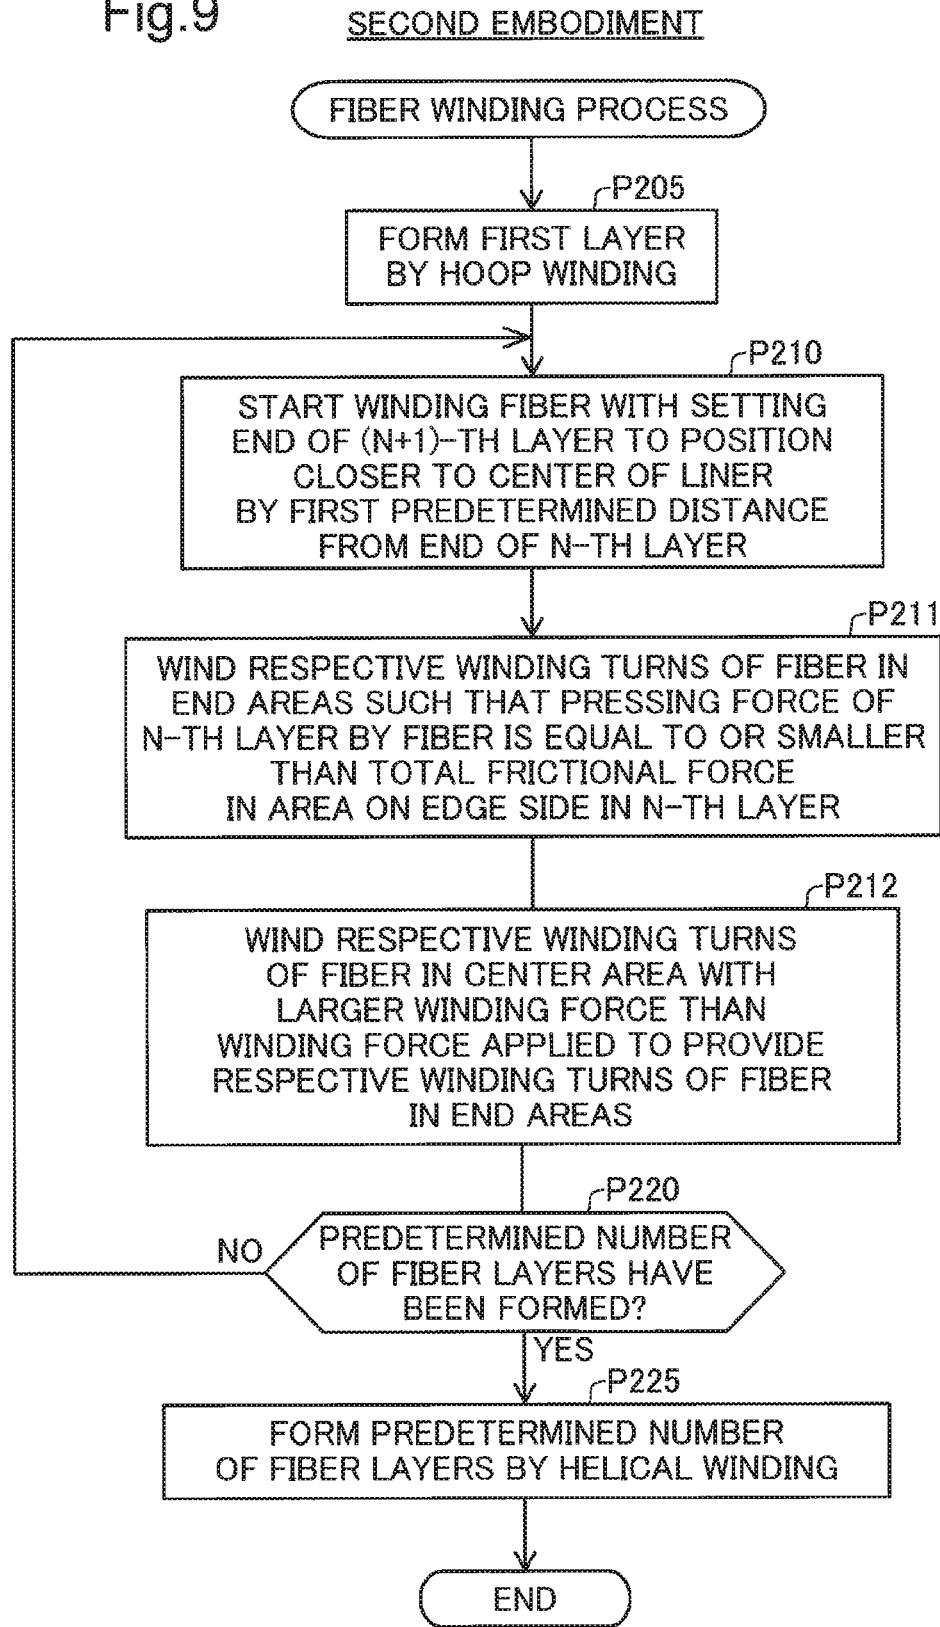 Fig.9
SECOND EMBODIMENT
FIBER WINDING PROCESS
P205
FORM FIRST LAYER
BY HOOP WINDING
P210
START WINDING FIBER WITH SETTING
END OF (N+1)-TH LAYER TO POSITION
CLOSER TO CENTER OF LINER
BY FIRST PREDETERMINED DISTANCE
FROM END OF N-TH LAYER
P211
WIND RESPECTIVE WINDING TURNS OF FIBER IN
END AREAS SUCH THAT PRESSING FORCE OF
N-TH LAYER BY FIBER IS EQUAL TO OR SMALLER
THAN TOTAL FRICTIONAL FORCE
IN AREA ON EDGE SIDE IN N-TH LAYER
P212
WIND RESPECTIVE WINDING TURNS
OF FIBER IN CENTER AREA WITH
LARGER WINDING FORCE THAN
WINDING FORCE APPLIED TO PROVIDE
RESPECTIVE WINDING TURNS OF FIBER
IN END AREAS
P220
NO
PREDETERMINED NUMBER
OF FIBER LAYERS HAVE
BEEN FORMED?
YES
P225
FORM PREDETERMINED NUMBER
OF FIBER LAYERS BY HELICAL WINDING
END